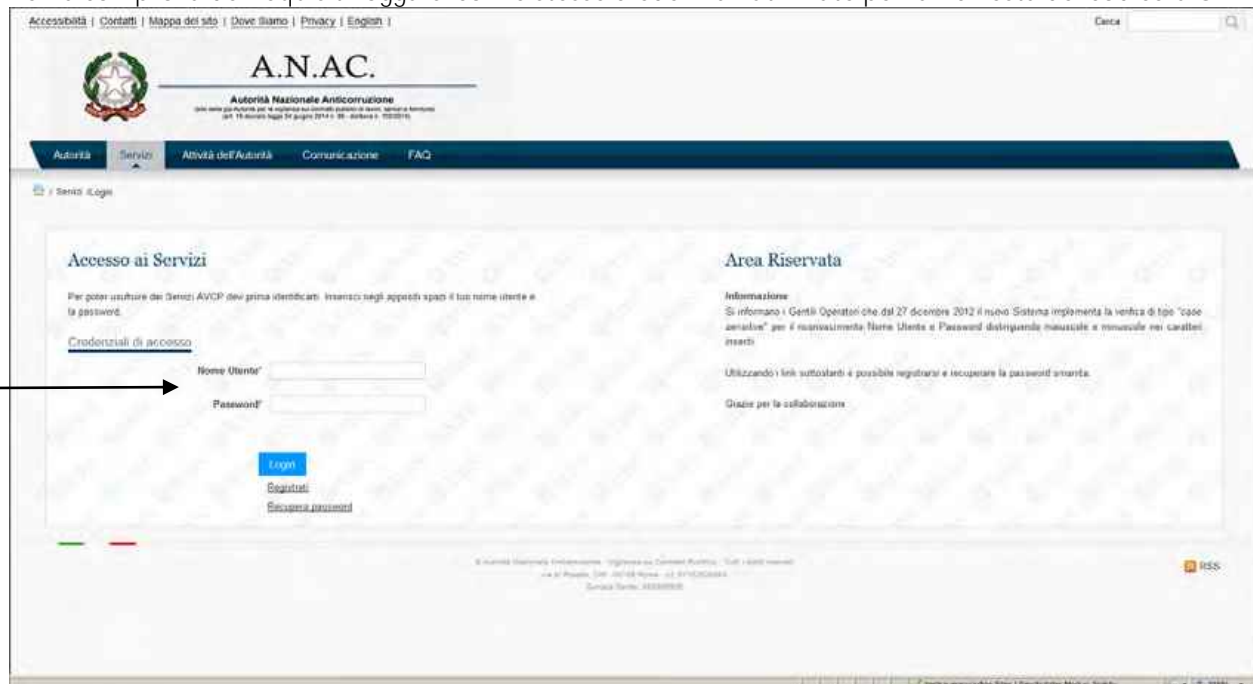 Accessibilità | Contatti | Mappa del sito | Dove Siamo | Privacy | English |
Cerca
A.N.AC.
Autorità Nazionale Anticorruzione
Autorità Servizi Attività dell'Autorità Comunicazione FAQ
/ Servizi /Login
Accesso ai Servizi
Per poter usufruire dei Servizi AVCP devi prima identificarti. Inserisci negli appositi spazi il tuo nome utente e
la password.
Credenziali di accesso
Nome Utente*
Password*
Login
Registrati
Recupera password
Area Riservata
Informazione
Si informano i Gentili Operatori che dal 27 dicembre 2012 il nuovo Sistema implementa la verifica di tipo "case
sensitive" per il riconoscimento Nome Utente e Password distinguendo maiuscole e minuscole nei caratteri
inseriti
Utilizzando i link sottostanti è possibile registrarsi e recuperare la password smarrita.
Grazie per la collaborazione
RSS